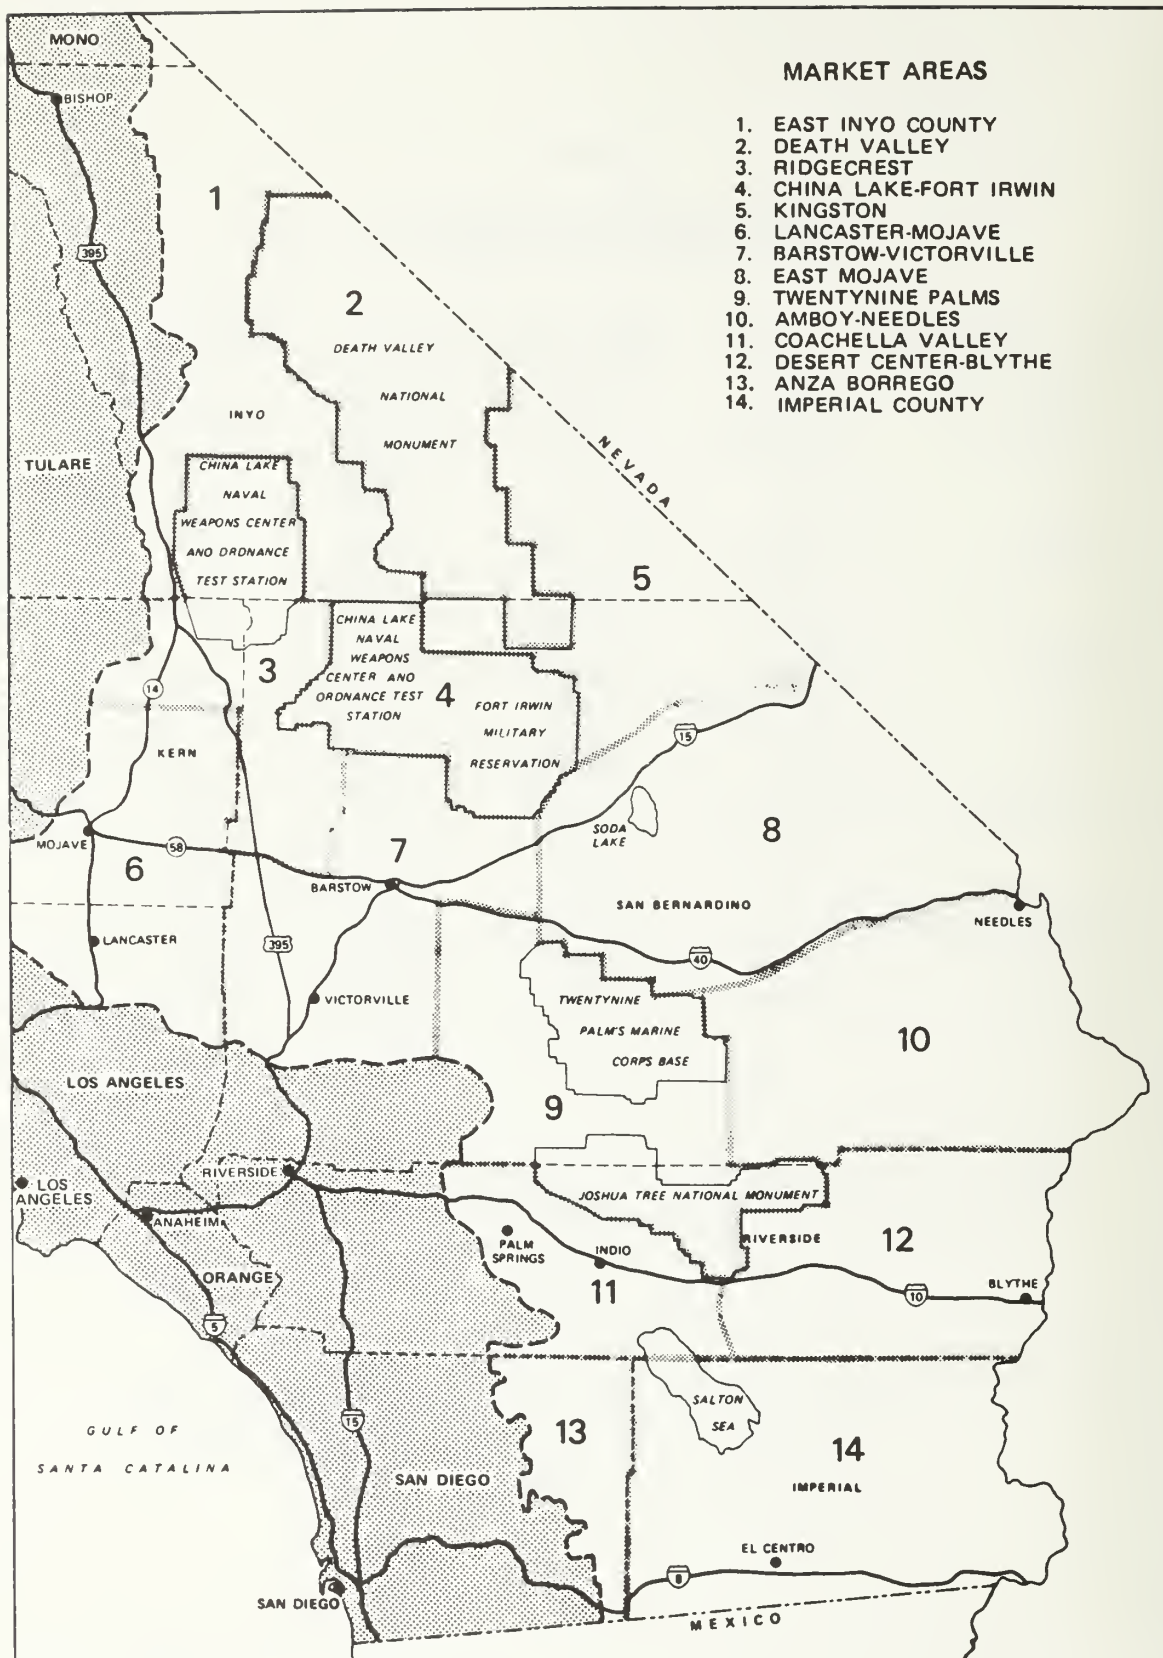 MARKET AREAS
1. EAST INYO COUNTY
2. DEATH VALLEY
3. RIDGECREST
4. CHINA LAKE-FORT IRWIN
5. KINGSTON
6. LANCASTER-MOJAVE
7. BARSTOW-VICTORVILLE
8. EAST MOJAVE
9. TWENTYNINE PALMS
10. AMBOY-NEEDLES
11. COACHELLA VALLEY
12. DESERT CENTER-BLYTHE
13. ANZA BORREGO
14. IMPERIAL COUNTY
MONO
BISHOP
1
395
2
DEATH VALLEY
NATIONAL
MONUMENT
INYO
NEVADA
TULARE
CHINA LAKE
NAVAL
WEAPONS CENTER
AND ORDNANCE
TEST STATION
5
3
CHINA LAKE
NAVAL
WEAPONS
CENTER AND
ORDNANCE TEST
STATION
4
FORT IRWIN
MILITARY
RESERVATION
14
KERN
15
SODA
LAKE
8
MOJAVE
58
6
7
BARSTOW
SAN BERNARDINO
NEEDLES
LANCASTER
395
40
VICTORVILLE
TWENTYNINE
PALM'S MARINE
CORPS BASE
10
LOS ANGELES
9
RIVERSIDE
LOS
ANGELES
JOSHUA TREE NATIONAL MONUMENT
ANAHEIM
PALM
SPRINGS
INDIO
RIVERSIDE
12
ORANGE
11
10
BLYTHE
5
GULF OF
SANTA CATALINA
15
SALTON
SEA
13
14
SAN DIEGO
IMPERIAL
EL CENTRO
8
SAN DIEGO
MEXICO